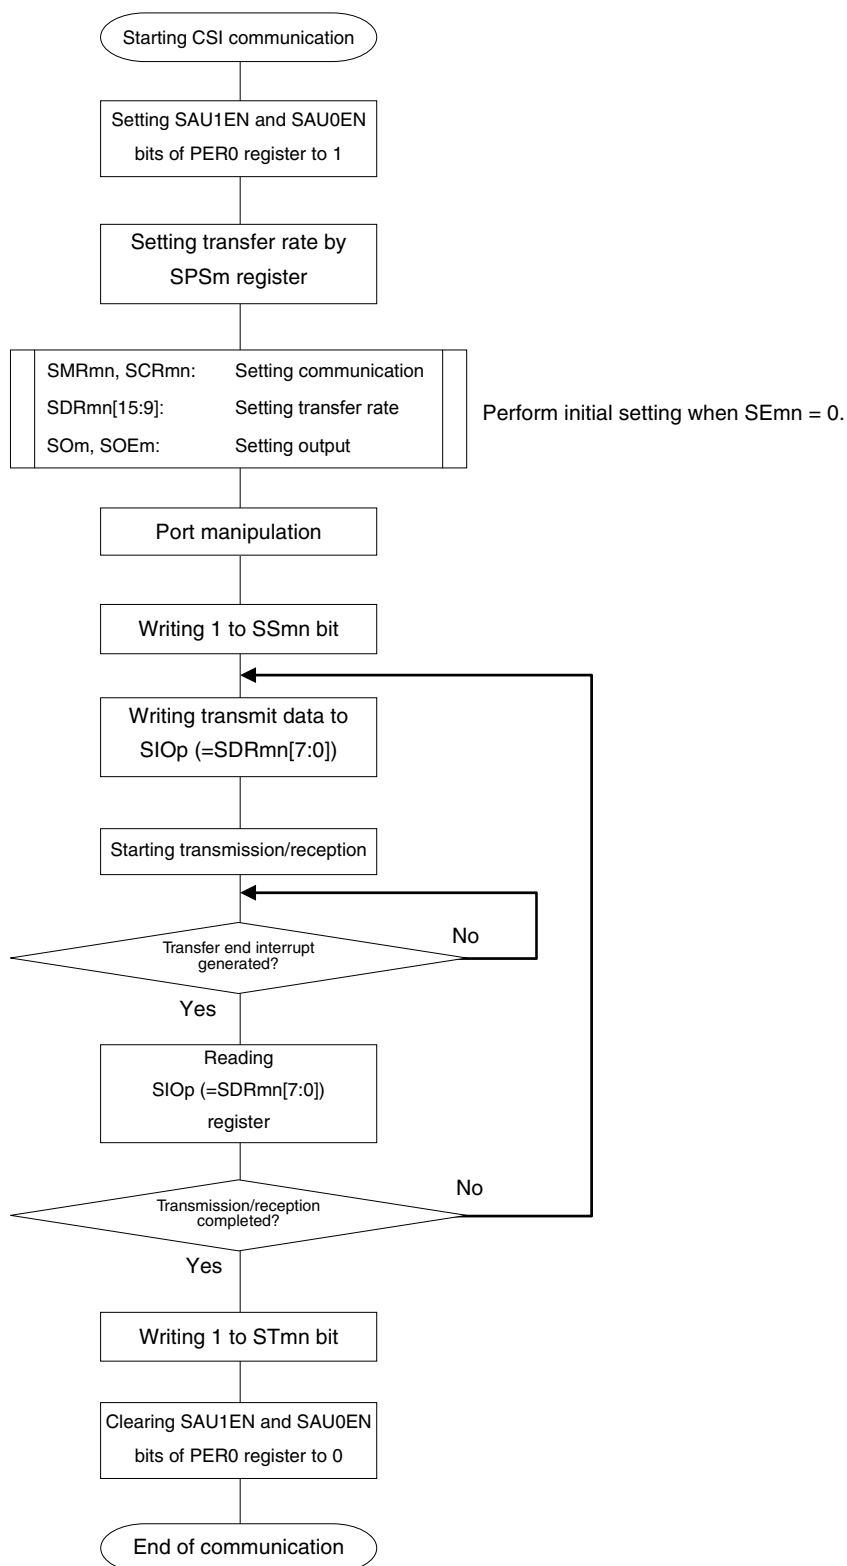 Starting CSI communication
Setting SAU1EN and SAU0EN
bits of PER0 register to 1
Setting transfer rate by
SPSm register
SMRmn, SCRmn: Setting communication
SDRmn[15:9]: Setting transfer rate
SOm, SOEm: Setting output
Perform initial setting when SEmn = 0.
Port manipulation
Writing 1 to SSmn bit
Writing transmit data to
SIOp (=SDRmn[7:0])
Starting transmission/reception
Transfer end interrupt
generated?
No
Yes
Reading
SIOp (=SDRmn[7:0])
register
Transmission/reception
completed?
No
Yes
Writing 1 to STmn bit
Clearing SAU1EN and SAU0EN
bits of PER0 register to 0
End of communication